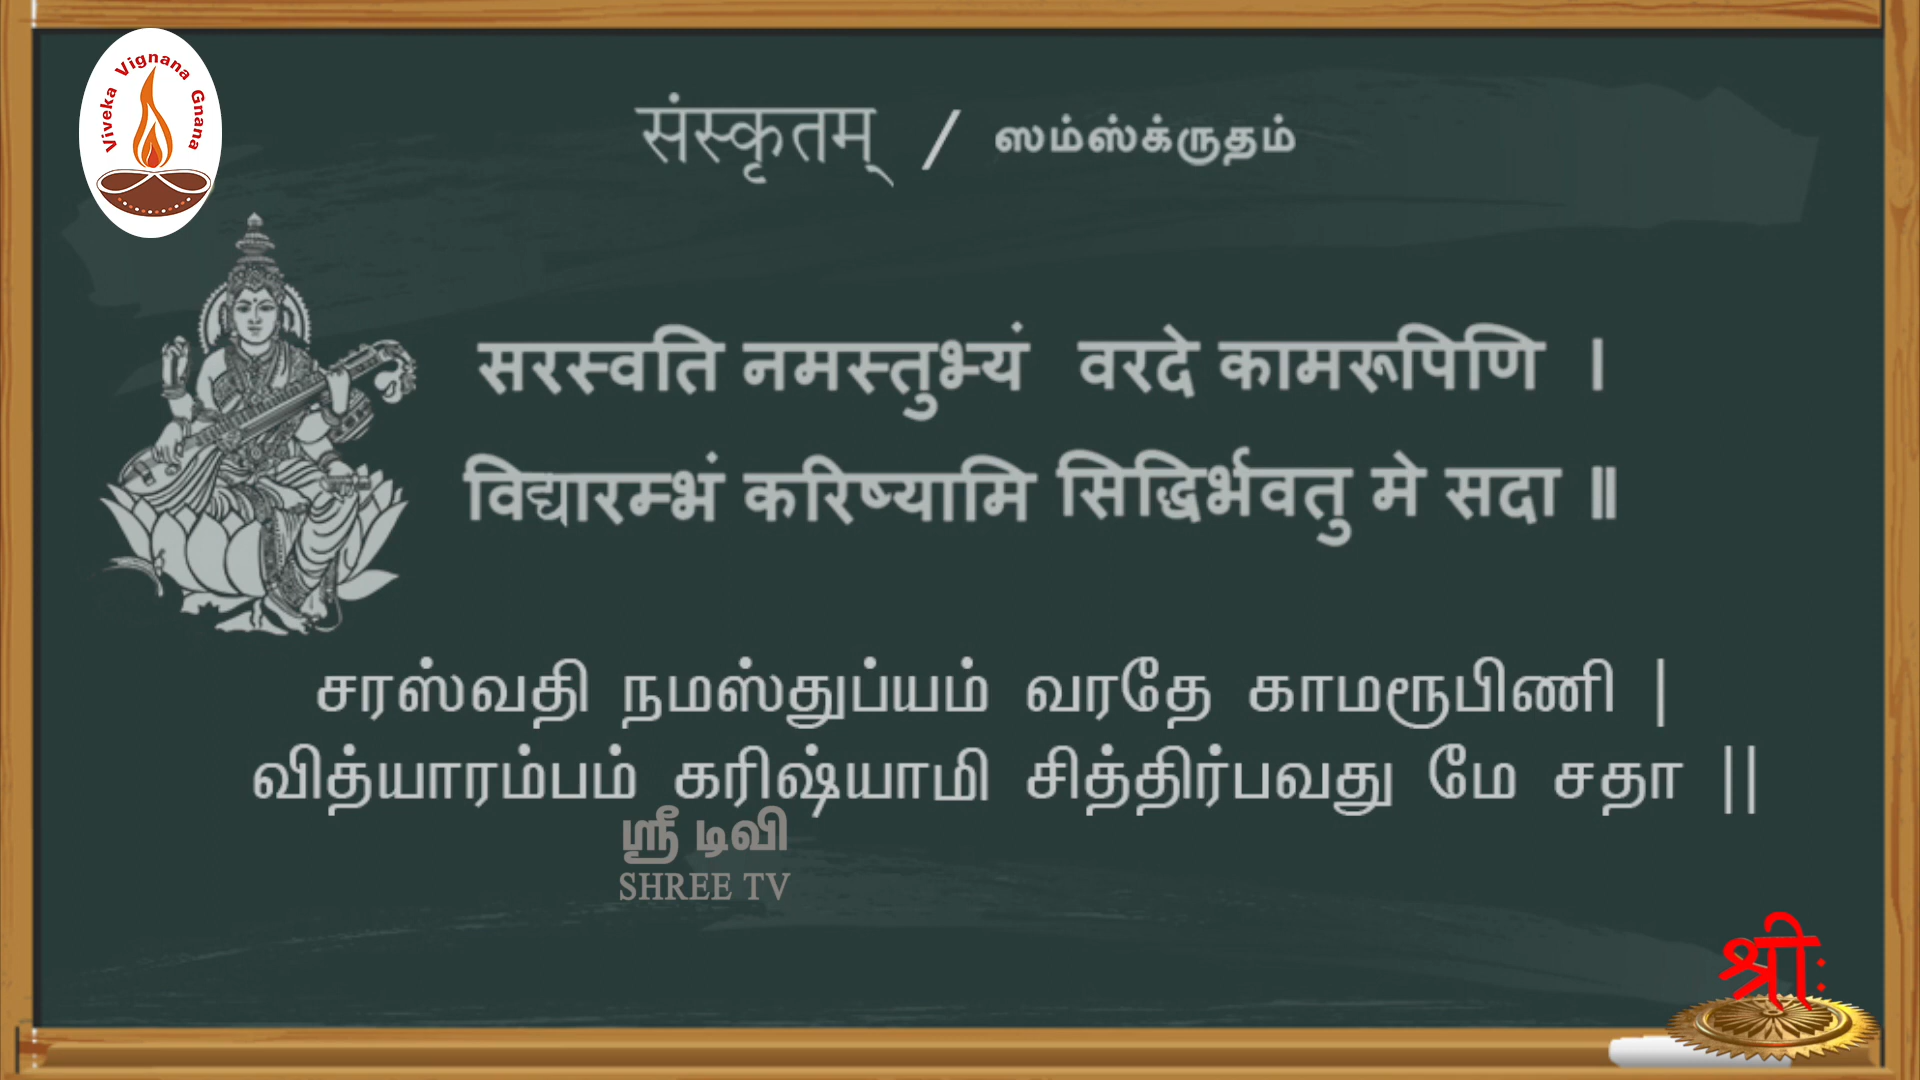 Viveka Vignana Gnana
संस्कृतम् / ஸம்ஸ்க்ருதம்
सरस्वति नमस्तुभ्यं वरदे कामरूपिणि ।
विद्यारम्भं करिष्यामि सिद्धिर्भवतु मे सदा ॥
சரஸ்வதி நமஸ்துப்யம் வரதே காமரூபிணி |
வித்யாரம்பம் கரிஷ்யாமி சித்திர்பவது மே சதா ||
ஸ்ரீ டிவி
SHREE TV
श्रीः